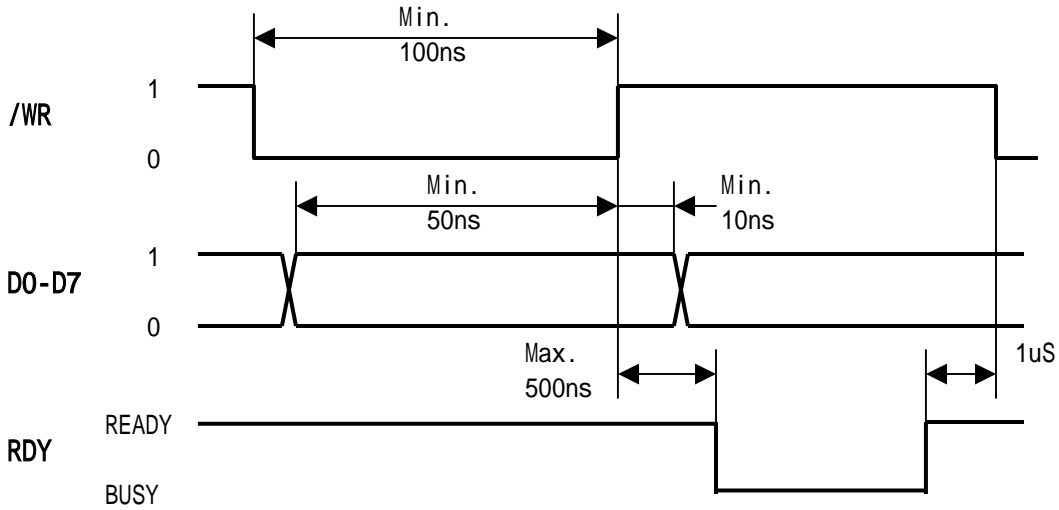 Min.
100ns
1
/WR
0
Min.
50ns
Min.
10ns
1
D0-D7
0
Max.
500ns
1uS
READY
RDY
BUSY